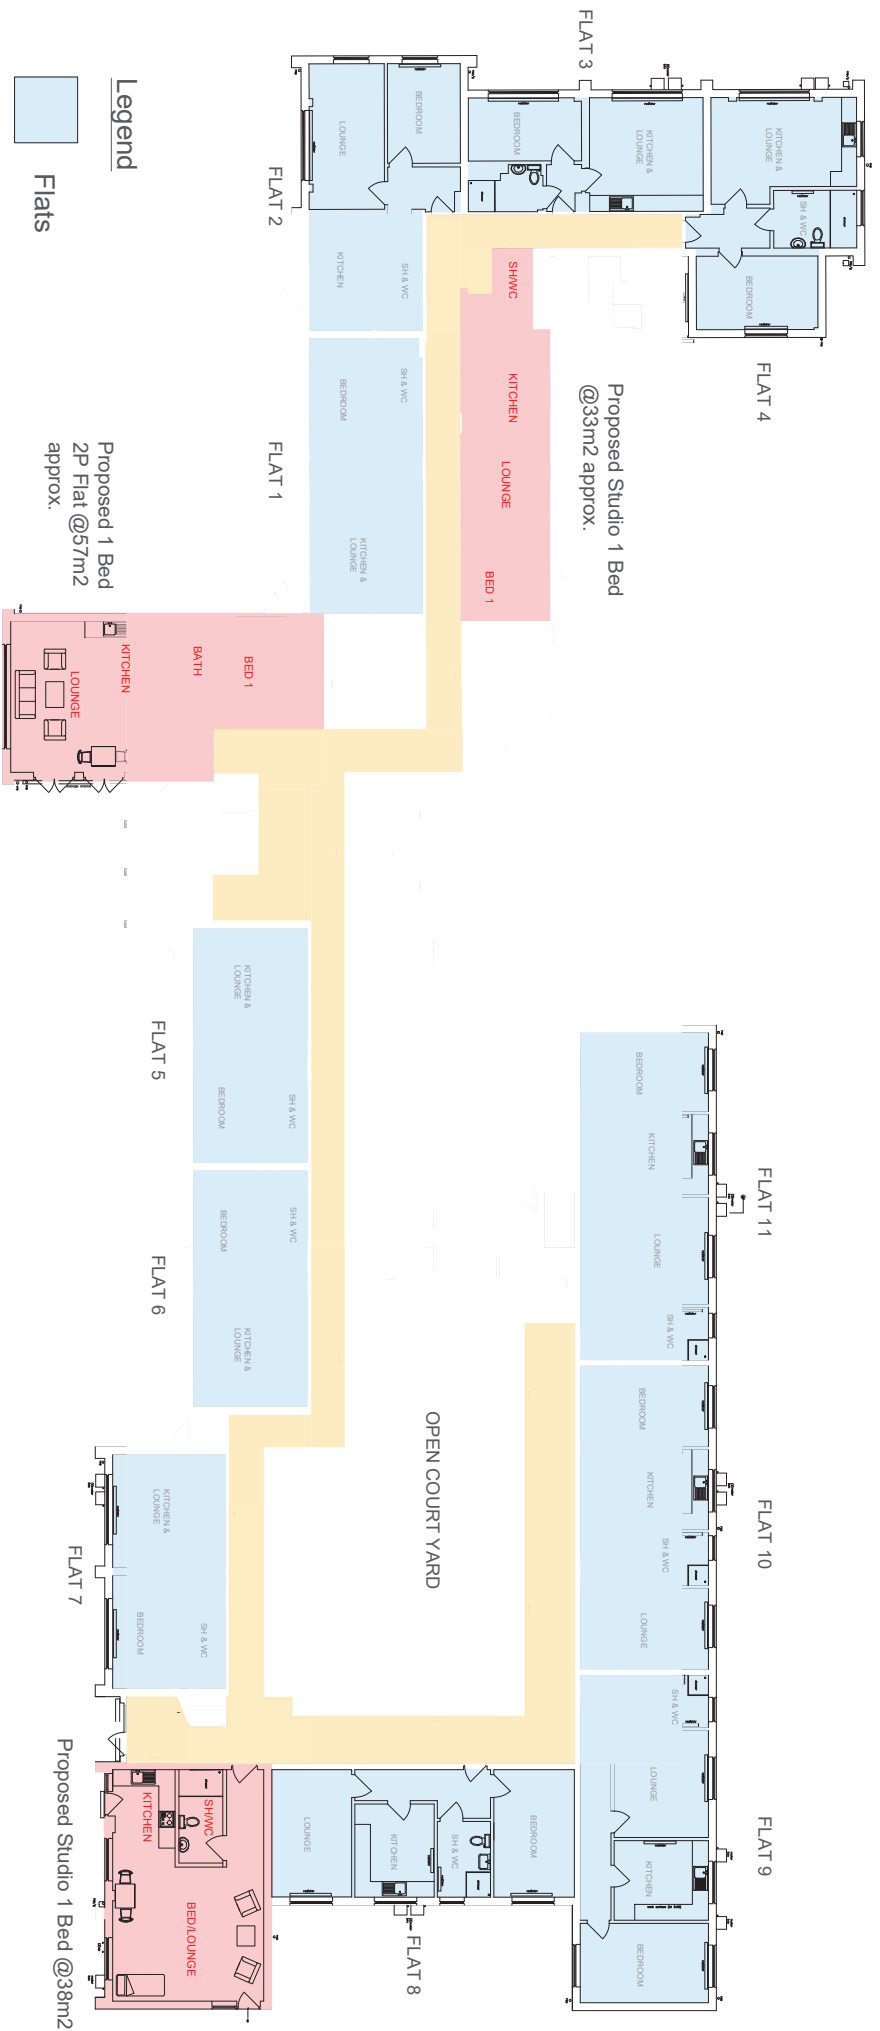 Legend
Flats
FLAT 3
FLAT 2
LOUNGE
BEDROOM
KITCHEN
SH & WC
BEDROOM
KITCHEN &
LOUNGE
KITCHEN &
LOUNGE
SH & WC
BEDROOM
FLAT 4
SH/WC
KITCHEN
LOUNGE
BED 1
Proposed Studio 1 Bed
@33m2 approx.
FLAT 1
BEDROOM
SH & WC
KITCHEN &
LOUNGE
Proposed 1 Bed
2P Flat @57m2
approx.
LOUNGE
KITCHEN
BATH
BED 1
FLAT 5
KITCHEN &
LOUNGE
BEDROOM
SH & WC
FLAT 6
BEDROOM
SH & WC
KITCHEN &
LOUNGE
OPEN COURT YARD
FLAT 11
BEDROOM
KITCHEN
LOUNGE
SH & WC
FLAT 10
BEDROOM
KITCHEN
SH & WC
LOUNGE
FLAT 9
SH & WC
LOUNGE
KITCHEN
BEDROOM
FLAT 7
KITCHEN &
LOUNGE
BEDROOM
SH & WC
FLAT 8
LOUNGE
KITCHEN
SH & WC
BEDROOM
Proposed Studio 1 Bed @38m2
KITCHEN
SH/WC
BED/LOUNGE